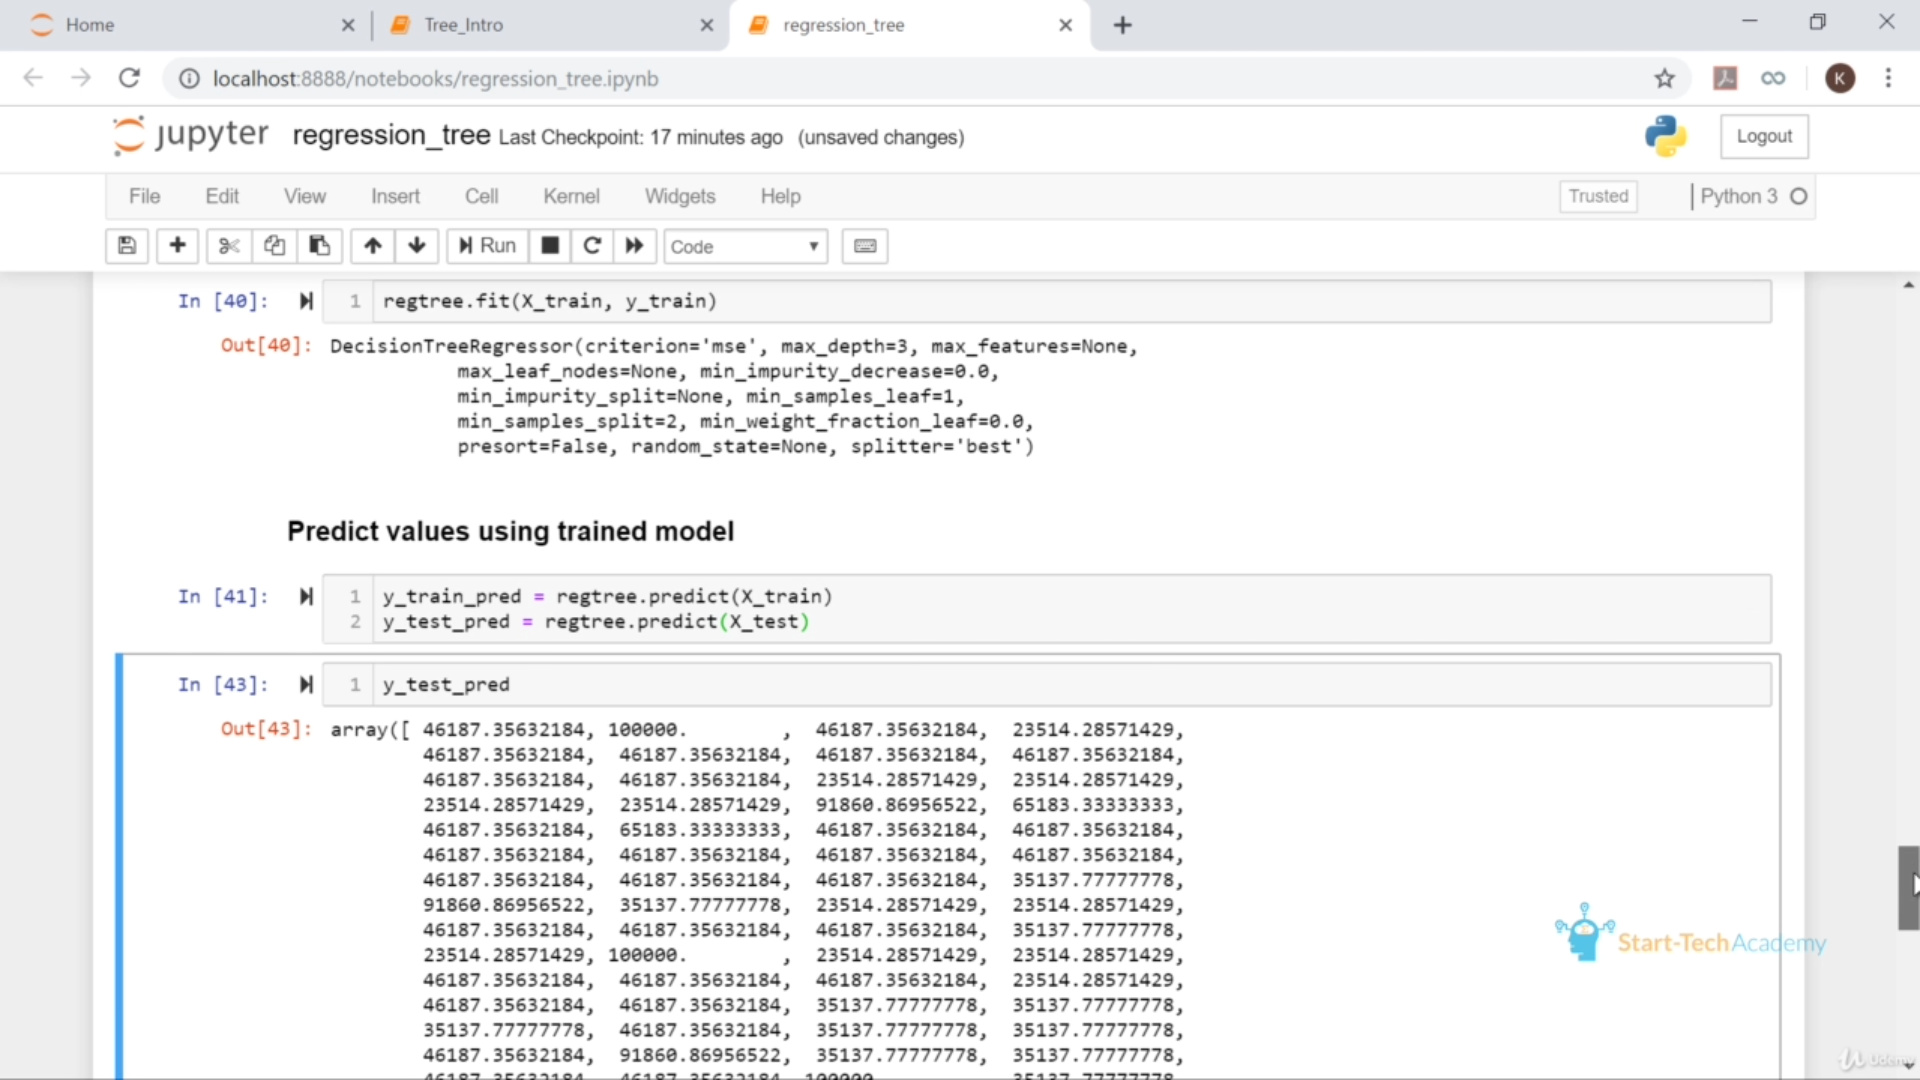 Home
Tree_Intro
regression_tree
localhost:8888/notebooks/regression_tree.ipynb
K
jupyter regression_tree Last Checkpoint: 17 minutes ago (unsaved changes)
Logout
File Edit View Insert Cell Kernel Widgets Help
Trusted
Python 3
Run
Code
In [40]: 1 regtree.fit(X_train, y_train)
Out[40]: DecisionTreeRegressor(criterion='mse', max_depth=3, max_features=None,
max_leaf_nodes=None, min_impurity_decrease=0.0,
min_impurity_split=None, min_samples_leaf=1,
min_samples_split=2, min_weight_fraction_leaf=0.0,
presort=False, random_state=None, splitter='best')
Predict values using trained model
In [41]: 1 y_train_pred = regtree.predict(X_train)
2 y_test_pred = regtree.predict(X_test)
In [43]: 1 y_test_pred
Out[43]: array([ 46187.35632184, 100000. , 46187.35632184, 23514.28571429,
46187.35632184, 46187.35632184, 46187.35632184, 46187.35632184,
46187.35632184, 46187.35632184, 23514.28571429, 23514.28571429,
23514.28571429, 23514.28571429, 91860.86956522, 65183.33333333,
46187.35632184, 65183.33333333, 46187.35632184, 46187.35632184,
46187.35632184, 46187.35632184, 46187.35632184, 46187.35632184,
46187.35632184, 46187.35632184, 46187.35632184, 35137.77777778,
91860.86956522, 35137.77777778, 23514.28571429, 23514.28571429,
46187.35632184, 46187.35632184, 46187.35632184, 35137.77777778,
23514.28571429, 100000. , 23514.28571429, 23514.28571429,
46187.35632184, 46187.35632184, 46187.35632184, 23514.28571429,
46187.35632184, 46187.35632184, 35137.77777778, 35137.77777778,
35137.77777778, 46187.35632184, 35137.77777778, 35137.77777778,
46187.35632184, 91860.86956522, 35137.77777778, 35137.77777778,
46187.35632184, 46187.35632184, 100000. , 35137.77777778,
Start-TechAcademy
Udemy